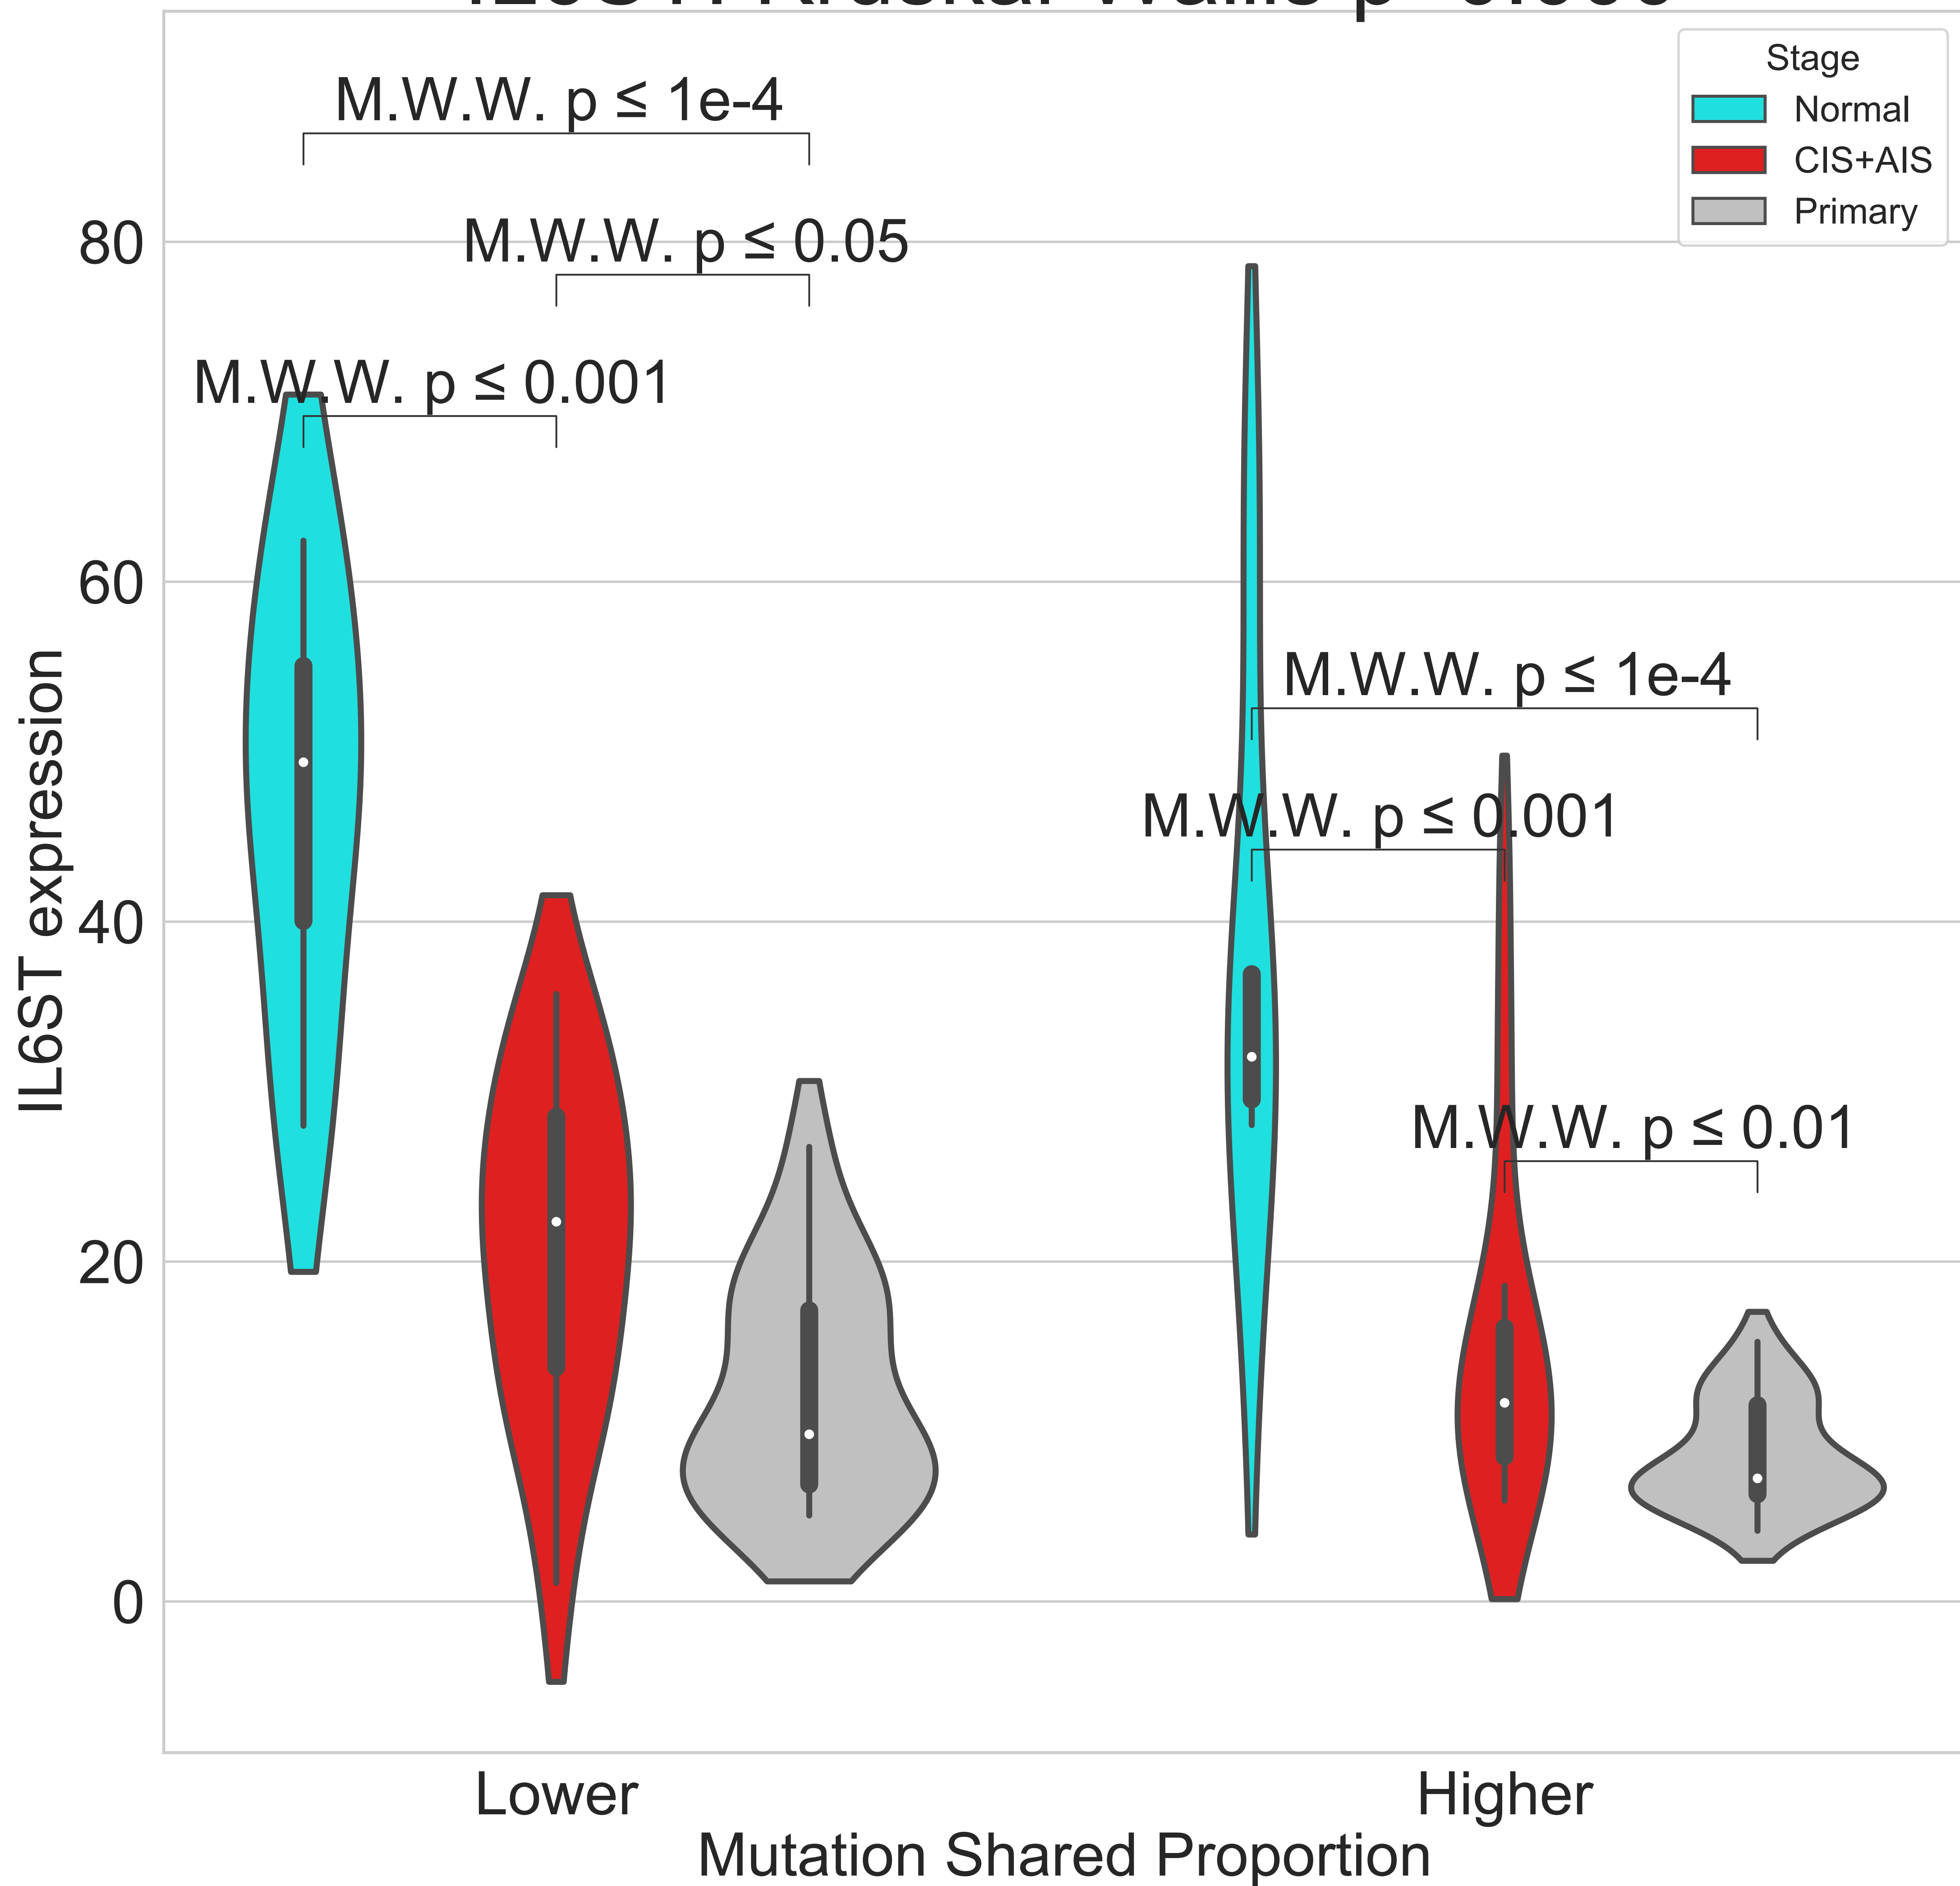 Stage
Normal
CIS+AIS
Primary
M.W.W. p ≤ 1e-4
M.W.W. p ≤ 0.05
M.W.W. p ≤ 0.001
M.W.W. p ≤ 1e-4
M.W.W. p ≤ 0.001
M.W.W. p ≤ 0.01
80
60
40
20
0
IL6ST expression
Lower
Higher
Mutation Shared Proportion